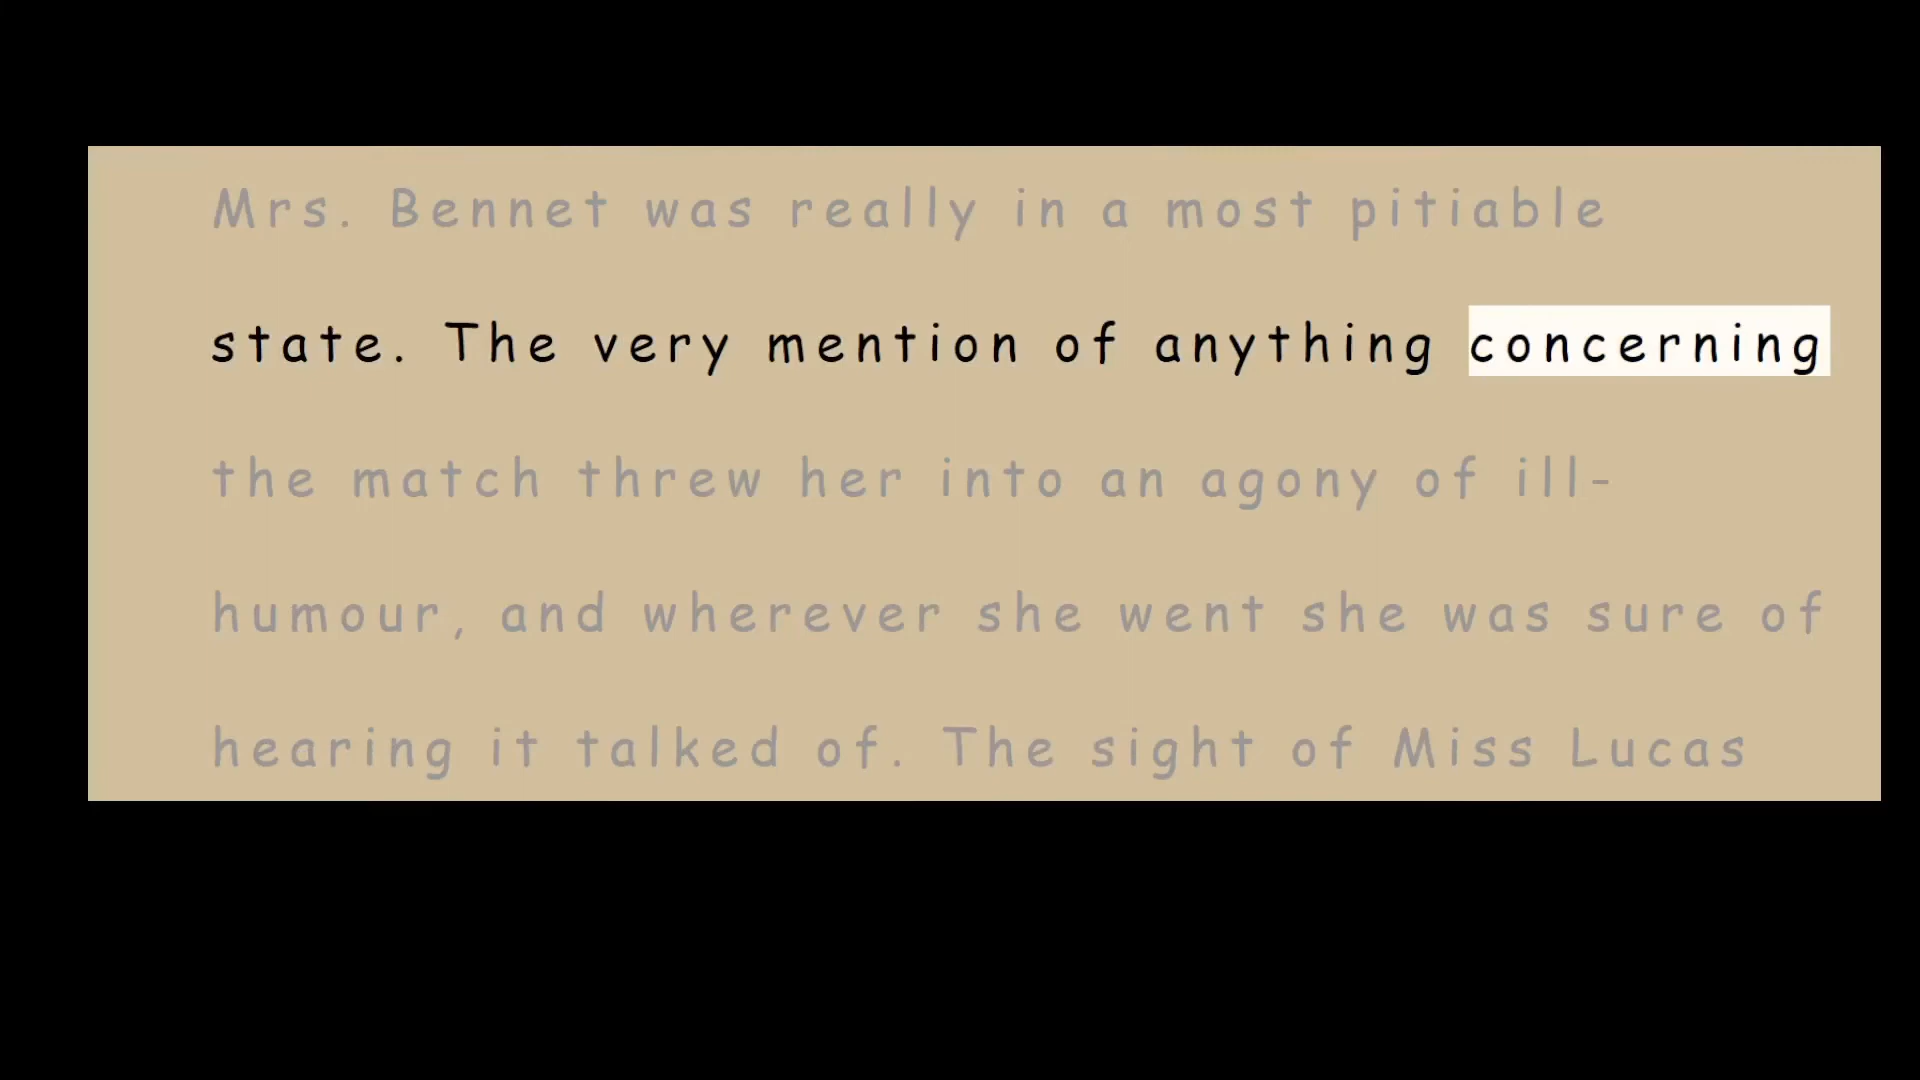 Mrs. Bennet was really in a most pitiable
state. The very mention of anything concerning
the match threw her into an agony of ill-
humour, and wherever she went she was sure of
hearing it talked of. The sight of Miss Lucas